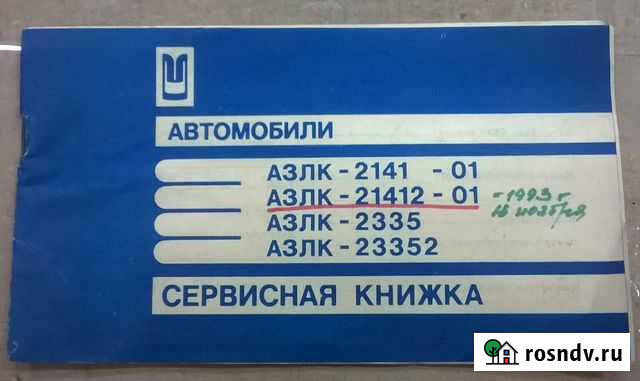 АВТОМОБИЛИ
АЗЛК-2141 -01
АЗЛК-21412-01 -1993 г
16 ноября
АЗЛК-2335
АЗЛК-23352
СЕРВИСНАЯ КНИЖКА
rosndv.ru